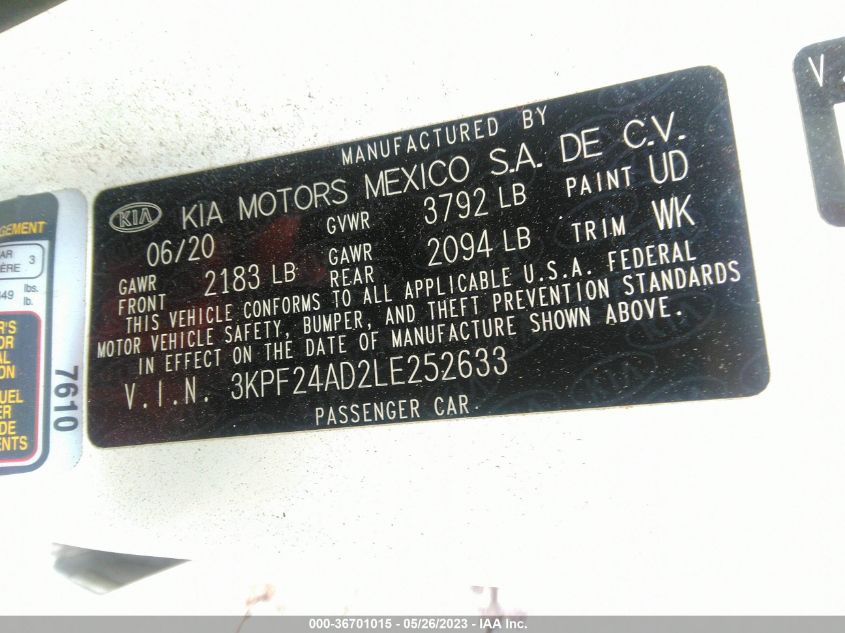 MANUFACTURED BY
KIA KIA MOTORS MEXICO S.A. DE C.V.
06/20 GVWR 3792 LB PAINT UD
GAWR FRONT 2183 LB GAWR REAR 2094 LB TRIM WK
THIS VEHICLE CONFORMS TO ALL APPLICABLE U.S.A. FEDERAL
MOTOR VEHICLE SAFETY, BUMPER, AND THEFT PREVENTION STANDARDS
IN EFFECT ON THE DATE OF MANUFACTURE SHOWN ABOVE.
V.I.N. 3KPF24AD2LE252633
PASSENGER CAR
3
lbs.
lb.
7610
V.
000-36701015 - 05/26/2023 - IAA Inc.